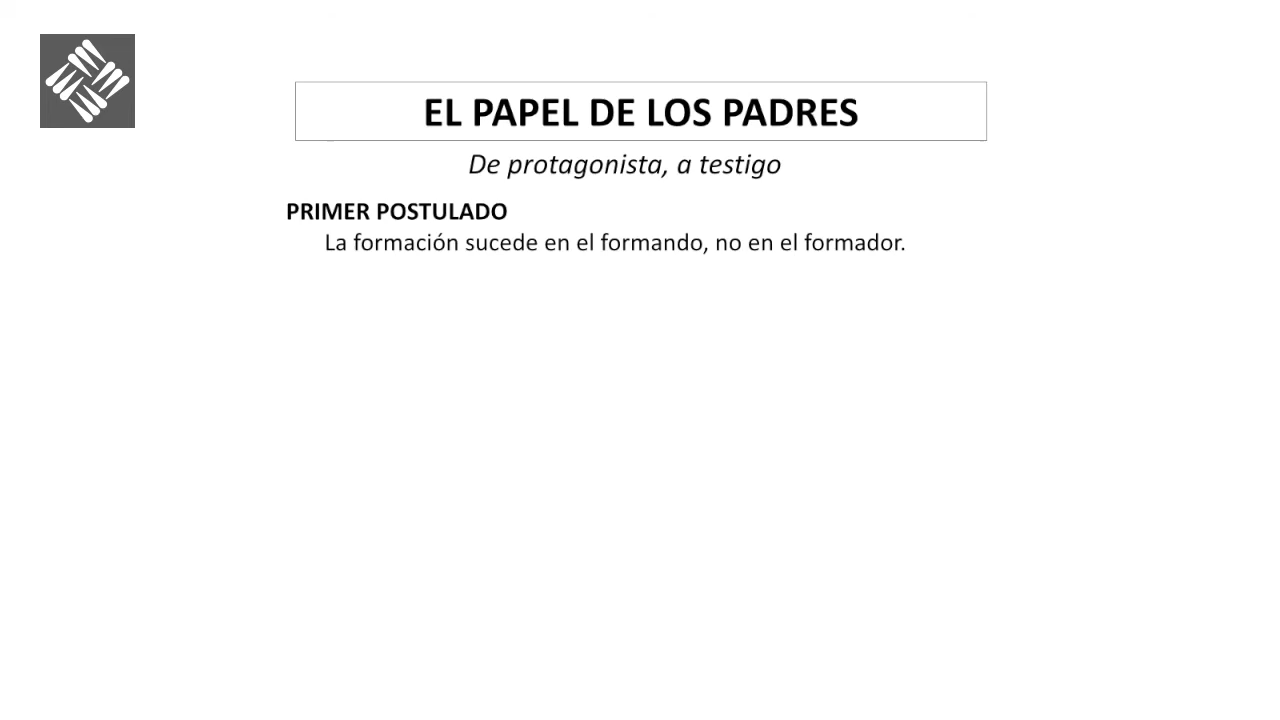 EL PAPEL DE LOS PADRES
De protagonista, a testigo
PRIMER POSTULADO
La formación sucede en el formando, no en el formador.